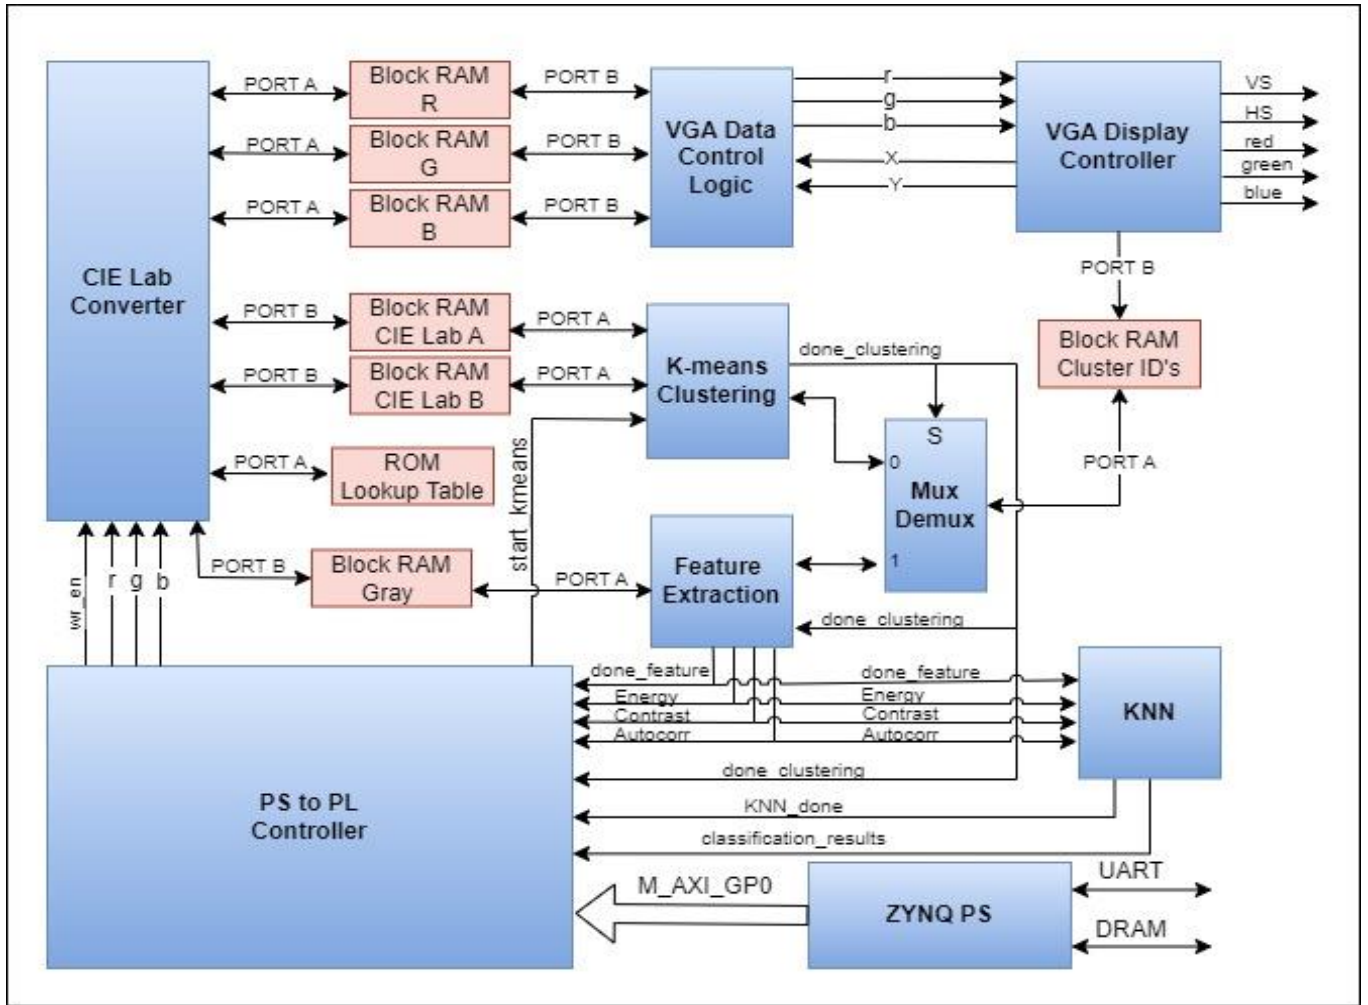 CIE Lab
Converter
PORT A
Block RAM
R
PORT B
PORT A
Block RAM
G
PORT B
PORT A
Block RAM
B
PORT B
VGA Data
Control
Logic
r
g
b
X
Y
VGA Display
Controller
VS
HS
red
green
blue
PORT B
Block RAM
Cluster ID's
PORT A
PORT B
Block RAM
CIE Lab A
PORT A
PORT B
Block RAM
CIE Lab B
PORT A
K-means
Clustering
done_clustering
S
0
Mux
Demux
1
PORT A
ROM
Lookup Table
start_kmeans
PORT B
Block RAM
Gray
PORT A
Feature
Extraction
done_clustering
wr_en
r
g
b
done_feature
Energy
Contrast
Autocorr
done_feature
Energy
Contrast
Autocorr
KNN
done_clustering
KNN_done
classification_results
PS to PL
Controller
M_AXI_GP0
ZYNQ PS
UART
DRAM